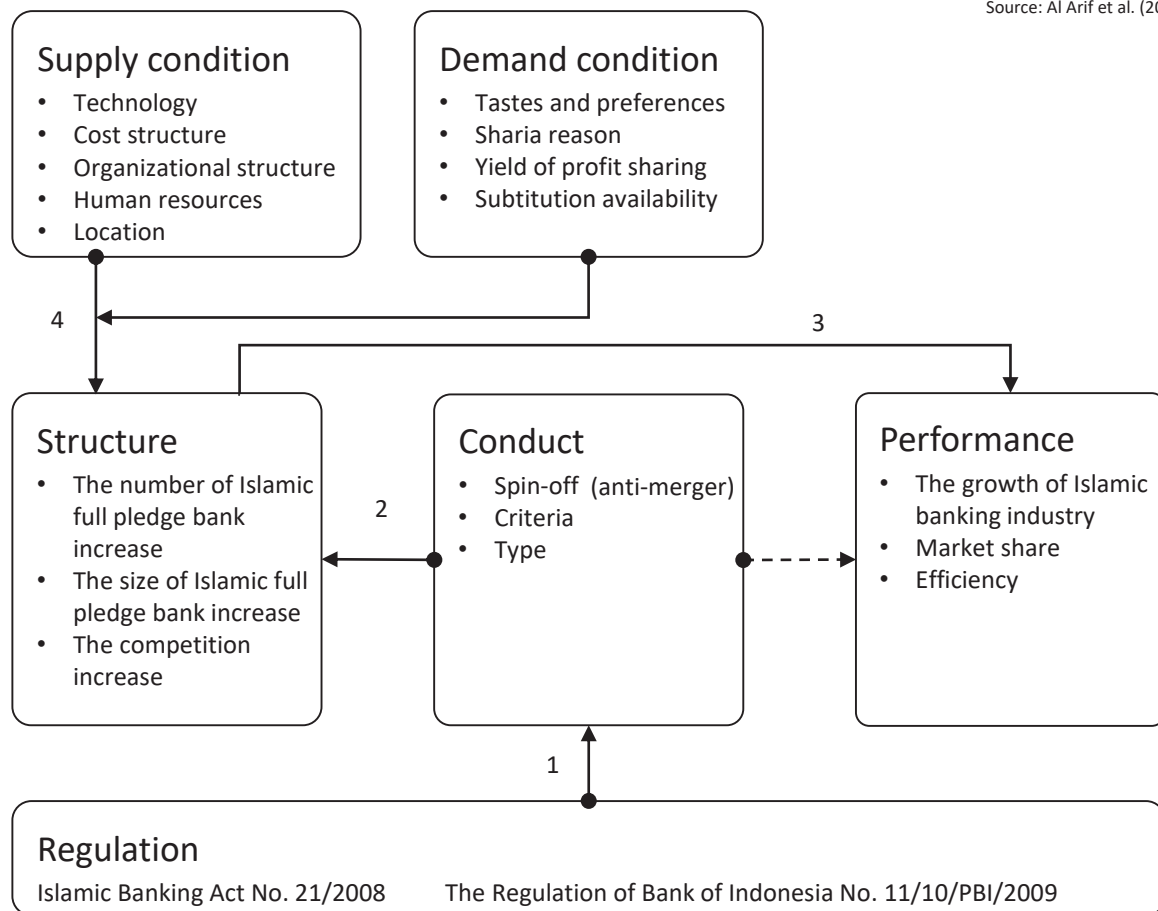 Source: Al Arif et al. (20
Supply condition
• Technology
• Cost structure
• Organizational structure
• Human resources
• Location
Demand condition
• Tastes and preferences
• Sharia reason
• Yield of profit sharing
• Subtitution availability
4
3
Structure
• The number of Islamic
full pledge bank
increase
• The size of Islamic full
pledge bank increase
• The competition
increase
2
Conduct
• Spin-off (anti-merger)
• Criteria
• Type
Performance
• The growth of Islamic
banking industry
• Market share
• Efficiency
1
Regulation
Islamic Banking Act No. 21/2008 The Regulation of Bank of Indonesia No. 11/10/PBI/2009